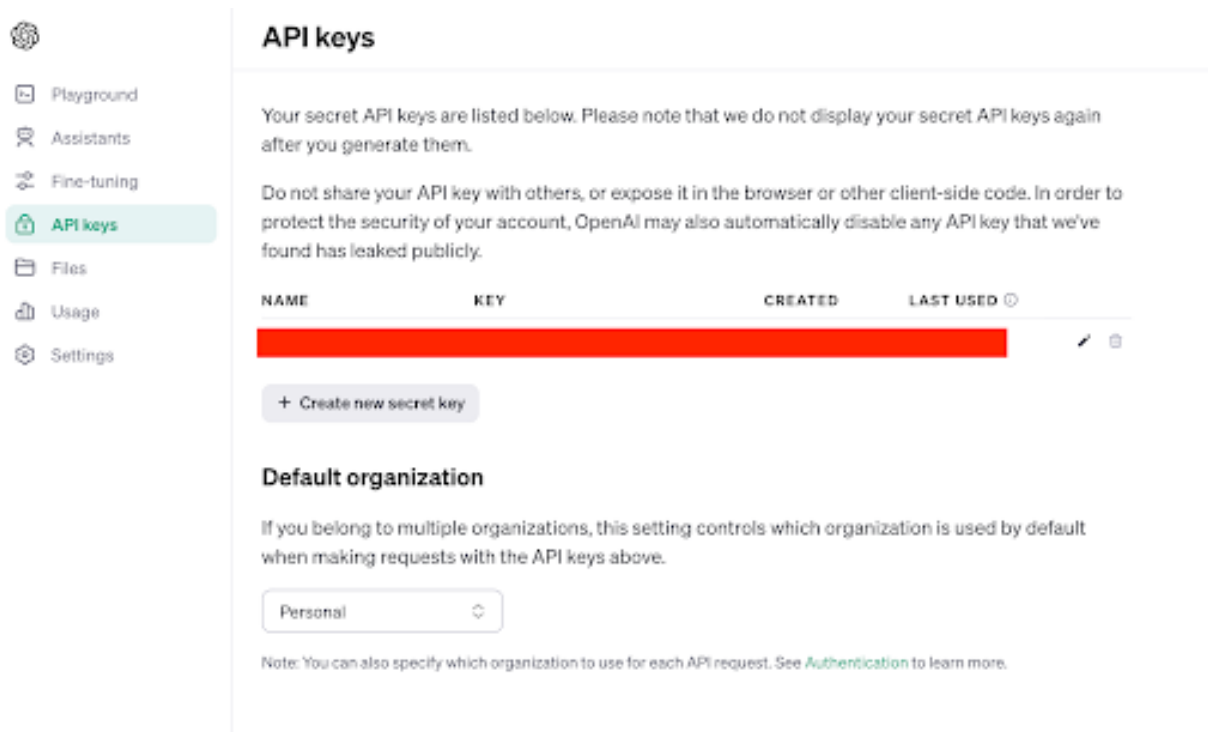 API keys
Playground
Assistants
Fine-tuning
API keys
Files
Usage
Settings
Your secret API keys are listed below. Please note that we do not display your secret API keys again
after you generate them.
Do not share your API key with others, or expose it in the browser or other client-side code. In order to
protect the security of your account, OpenAI may also automatically disable any API key that we've
found has leaked publicly.
NAME KEY CREATED LAST USED
+ Create new secret key
Default organization
If you belong to multiple organizations, this setting controls which organization is used by default
when making requests with the API keys above.
Personal
Note: You can also specify which organization to use for each API request. See Authentication to learn more.